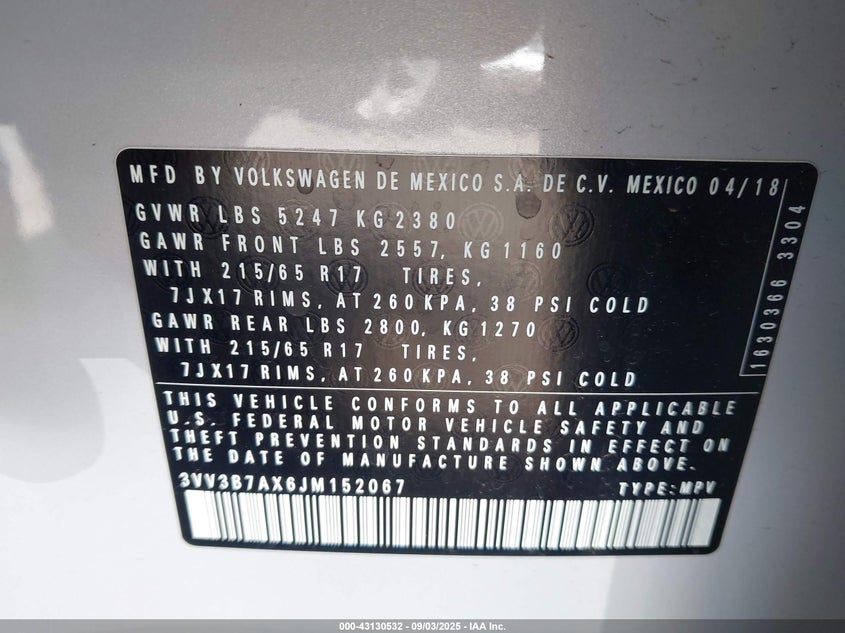 MFD BY VOLKSWAGEN DE MEXICO S.A. DE C.V. MEXICO 04/18
GVWR LBS 5247 KG 2380
GAWR FRONT LBS 2557, KG 1160
WITH 215/65 R17 TIRES,
7JX17 RIMS, AT 260 KPA, 38 PSI COLD
GAWR REAR LBS 2800, KG 1270
WITH 215/65 R17 TIRES,
7JX17 RIMS, AT 260 KPA, 38 PSI COLD
1630366 3304
THIS VEHICLE CONFORMS TO ALL APPLICABLE
U.S. FEDERAL MOTOR VEHICLE SAFETY AND
THEFT PREVENTION STANDARDS IN EFFECT ON
THE DATE OF MANUFACTURE SHOWN ABOVE.
3VV3B7AX6JM152067 TYPE:MPV
000-43130532 - 09/03/2025 - IAA Inc.